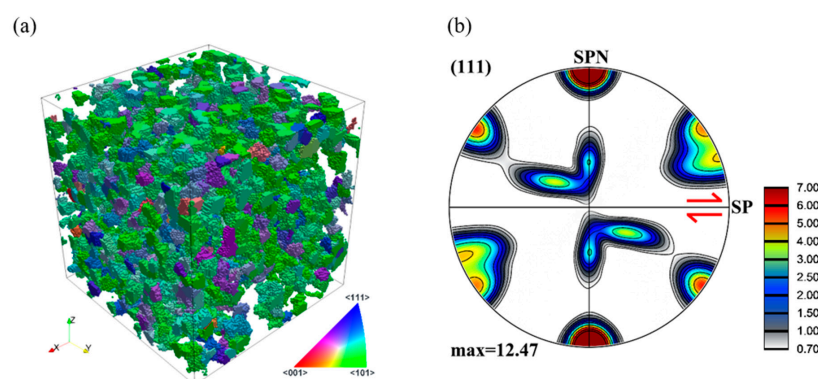 (a)
(b)
SPN
(111)
SP
7.00
6.00
5.00
4.00
3.00
2.50
2.00
1.50
1.00
0.70
max=12.47
<111>
<001>
<101>
X
Y
Z